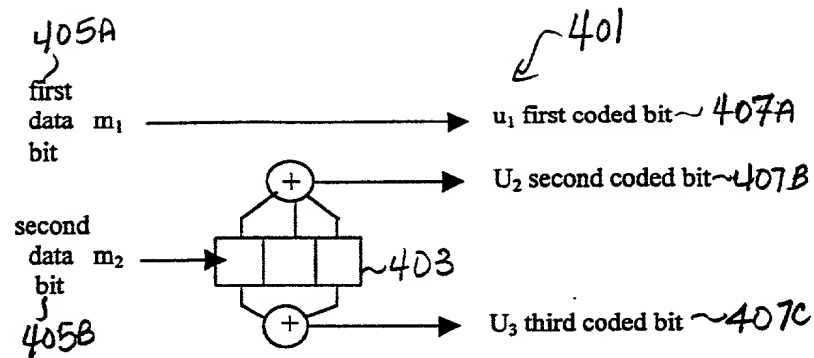 405A
401
first
data m₁
bit
u₁ first coded bit 407A
+
U₂ second coded bit 407B
second
data m₂
bit
403
405B
+
U₃ third coded bit 407C